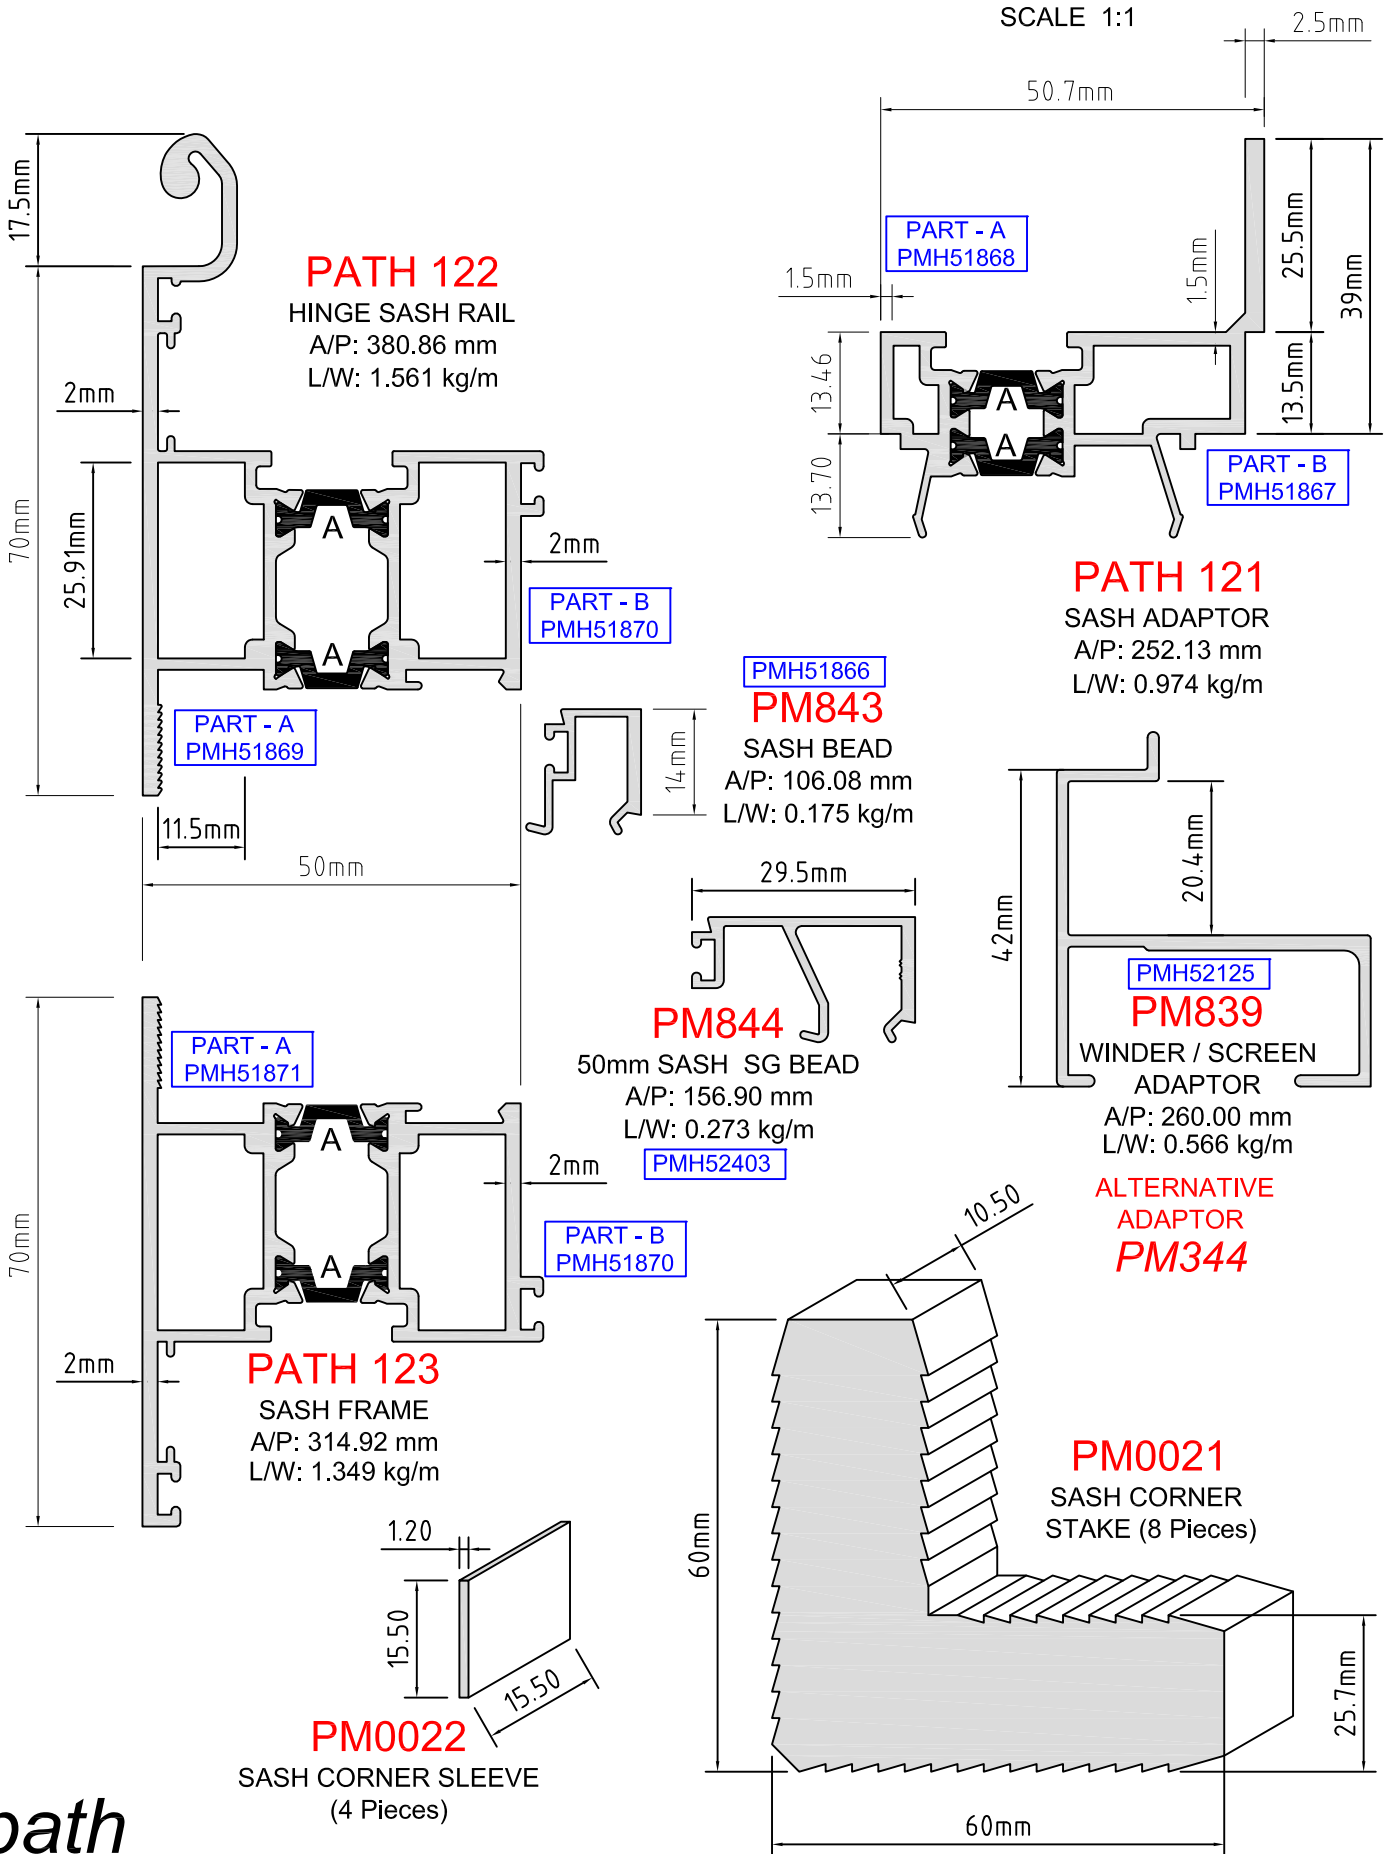 SCALE 1:1
2.5mm
50.7mm
17.5mm
PART - A
PMH51868
1.5mm
1.5mm
25.5mm
39mm
PATH 122
HINGE SASH RAIL
A/P: 380.86 mm
L/W: 1.561 kg/m
2mm
13.46
13.5mm
A
A
13.70
PART - B
PMH51867
70mm
25.91mm
A
2mm
PART - B
PMH51870
A
PATH 121
SASH ADAPTOR
A/P: 252.13 mm
L/W: 0.974 kg/m
PART - A
PMH51869
PMH51866
PM843
SASH BEAD
A/P: 106.08 mm
L/W: 0.175 kg/m
14mm
11.5mm
50mm
29.5mm
20.4mm
42mm
PMH52125
PM839
WINDER / SCREEN
ADAPTOR
A/P: 260.00 mm
L/W: 0.566 kg/m
ALTERNATIVE
ADAPTOR
PM344
PM844
50mm SASH SG BEAD
A/P: 156.90 mm
L/W: 0.273 kg/m
PMH52403
PART - A
PMH51871
A
2mm
PART - B
PMH51870
A
70mm
2mm
PATH 123
SASH FRAME
A/P: 314.92 mm
L/W: 1.349 kg/m
10.50
60mm
PM0021
SASH CORNER
STAKE (8 Pieces)
25.7mm
60mm
1.20
15.50
15.50
PM0022
SASH CORNER SLEEVE
(4 Pieces)
path